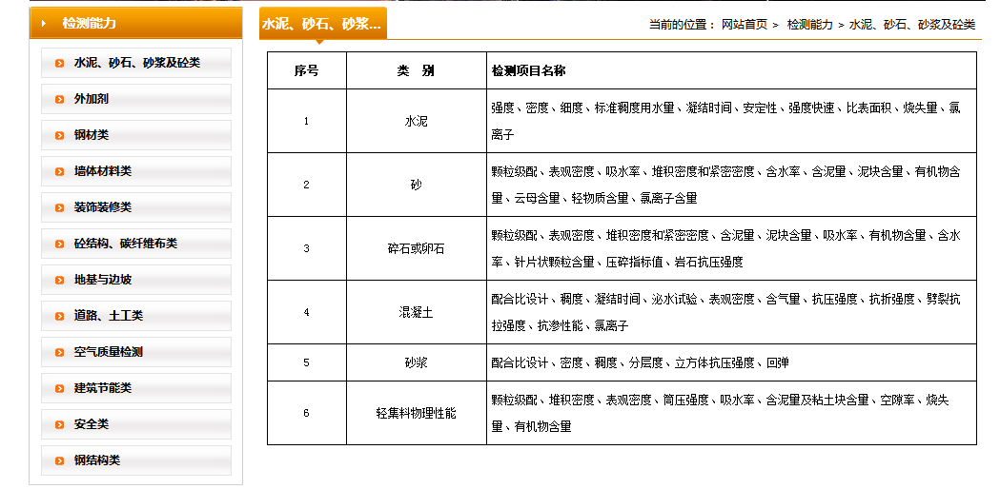 检测能力
水泥、砂石、砂浆及砼类
外加剂
钢材类
墙体材料类
装饰装修类
砼结构、碳纤维布类
地基与边坡
道路、土工类
空气质量检测
建筑节能类
安全类
钢结构类
水泥、砂石、砂浆...
当前的位置： 网站首页 > 检测能力 > 水泥、砂石、砂浆及砼类
序号 类 别 检测项目名称
1 水泥 强度、密度、细度、标准稠度用水量、凝结时间、安定性、强度快速、比表面积、烧失量、氯
离子
2 砂 颗粒级配、表观密度、吸水率、堆积密度和紧密密度、含水率、含泥量、泥块含量、有机物含
量、云母含量、轻物质含量、氯离子含量
3 碎石或卵石 颗粒级配、表观密度、堆积密度和紧密密度、含泥量、泥块含量、吸水率、有机物含量、含水
率、针片状颗粒含量、压碎指标值、岩石抗压强度
4 混凝土 配合比设计、稠度、凝结时间、泌水试验、表观密度、含气量、抗压强度、抗折强度、劈裂抗
拉强度、抗渗性能、氯离子
5 砂浆 配合比设计、密度、稠度、分层度、立方体抗压强度、回弹
6 轻集料物理性能 颗粒级配、堆积密度、表观密度、筒压强度、吸水率、含泥量及粘土块含量、空隙率、烧失
量、有机物含量